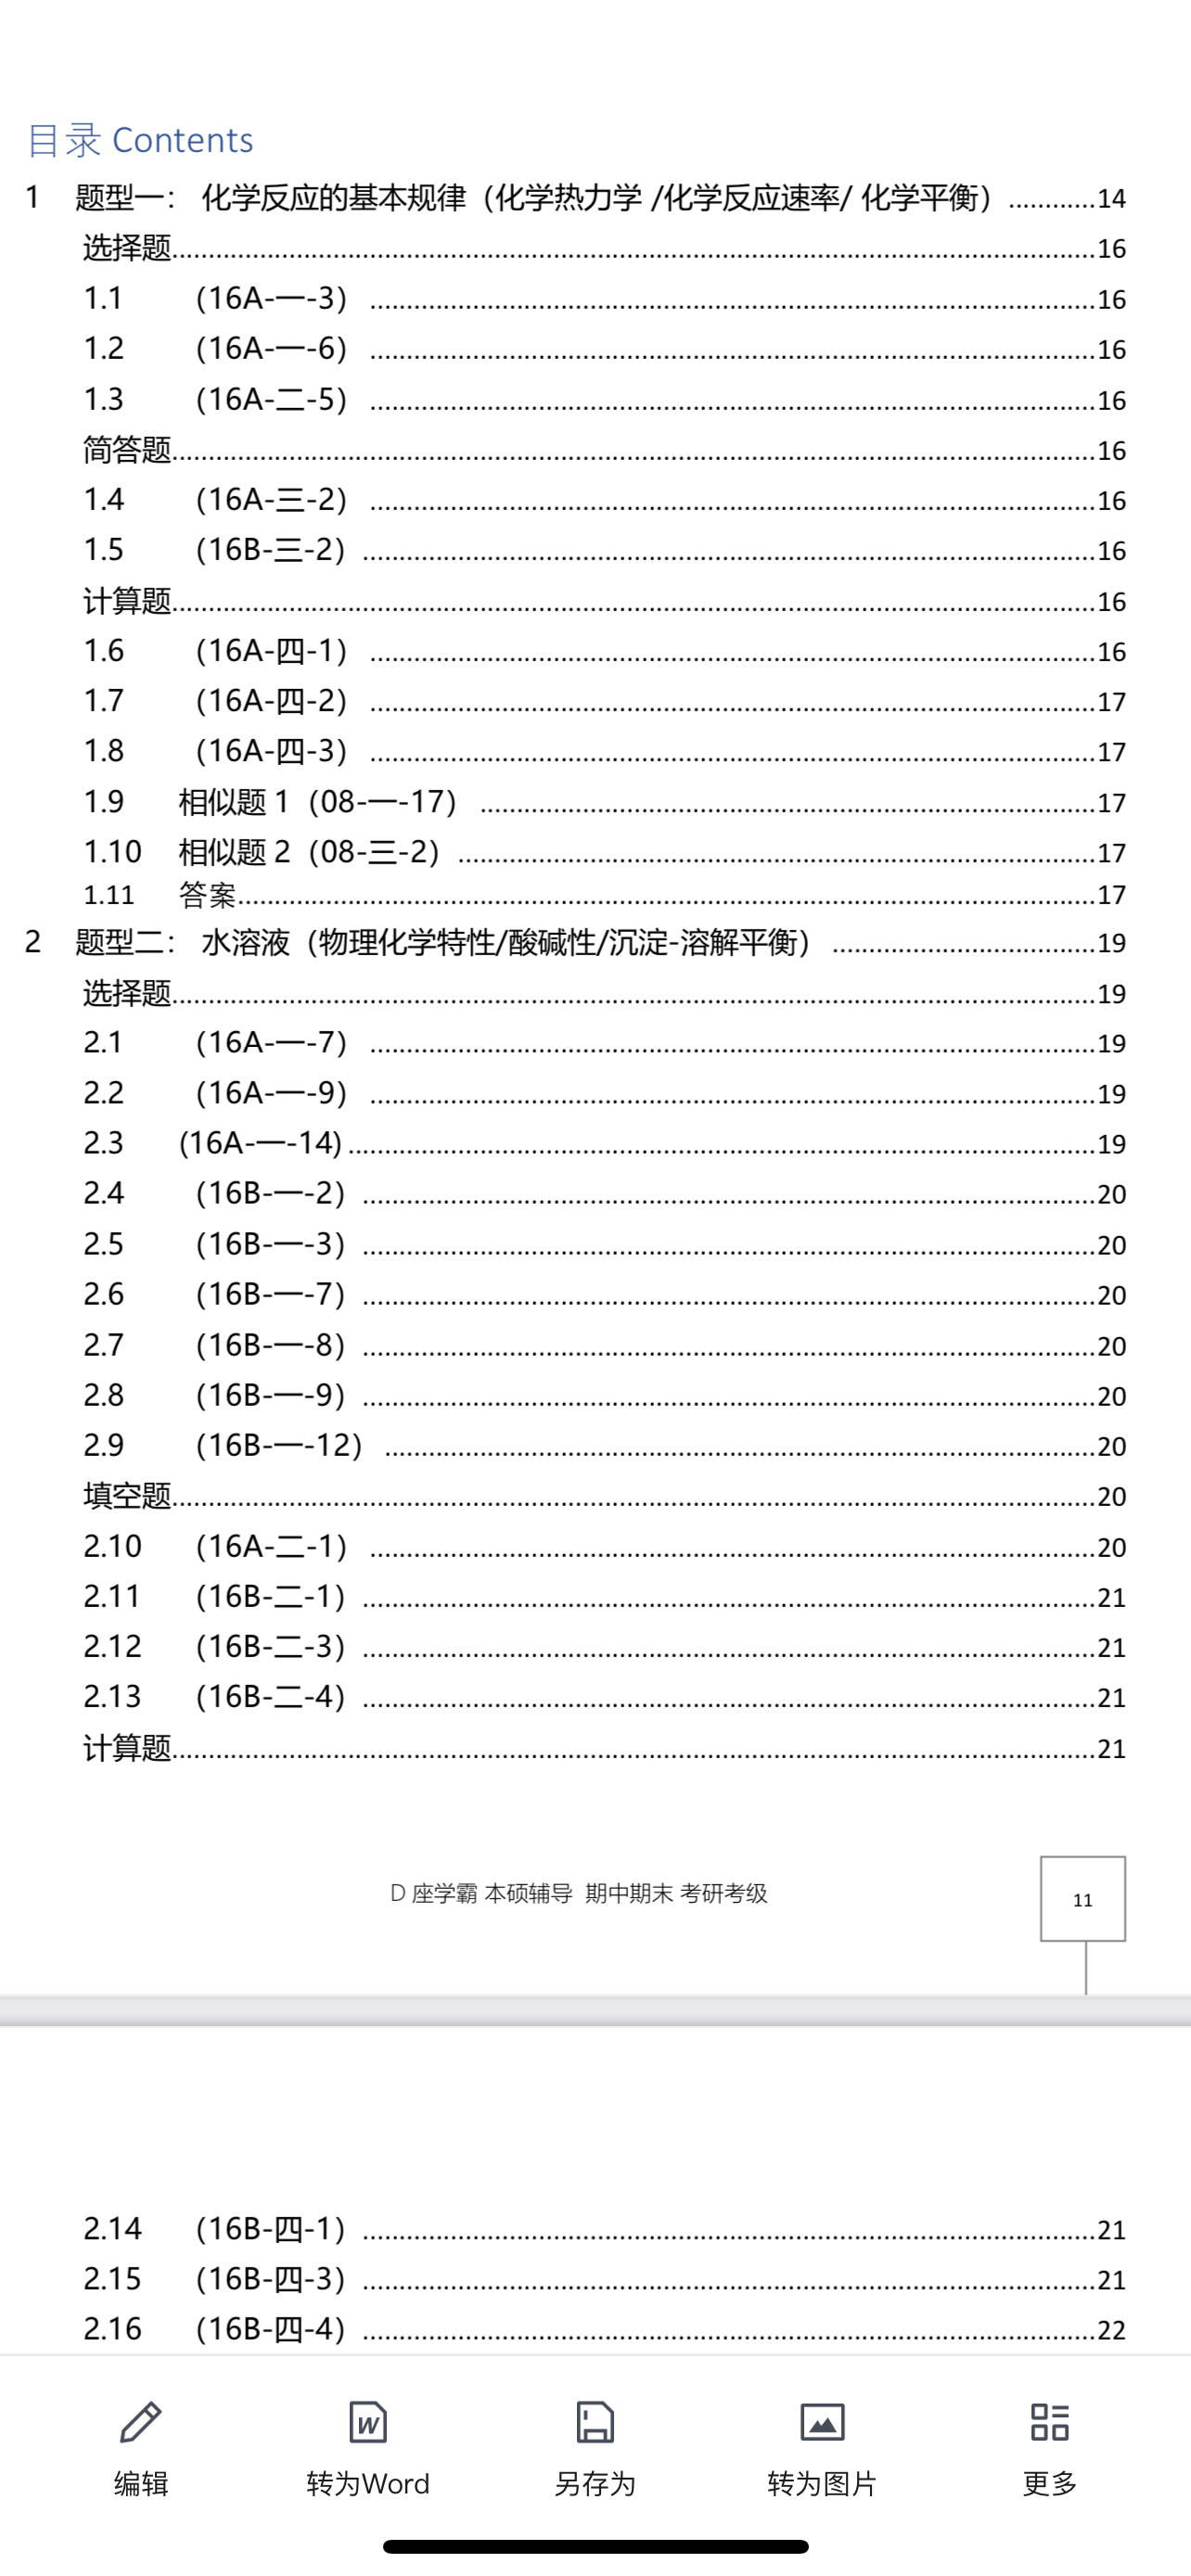 目录 Contents
1 题型一： 化学反应的基本规律（化学热力学 /化学反应速率/ 化学平衡） ............14
选择题............16
1.1 （16A-一-3） ............16
1.2 （16A-一-6） ............16
1.3 （16A-二-5） ............16
简答题............16
1.4 （16A-三-2） ............16
1.5 （16B-三-2） ............16
计算题............16
1.6 （16A-四-1） ............16
1.7 （16A-四-2） ............17
1.8 （16A-四-3） ............17
1.9 相似题 1（08-一-17） ............17
1.10 相似题 2（08-三-2） ............17
1.11 答案............17
2 题型二： 水溶液（物理化学特性/酸碱性/沉淀-溶解平衡） ............19
选择题............19
2.1 （16A-一-7） ............19
2.2 （16A-一-9） ............19
2.3 (16A-一-14)............19
2.4 （16B-一-2） ............20
2.5 （16B-一-3） ............20
2.6 （16B-一-7） ............20
2.7 （16B-一-8） ............20
2.8 （16B-一-9） ............20
2.9 （16B-一-12） ............20
填空题............20
2.10 （16A-二-1） ............20
2.11 （16B-二-1） ............21
2.12 （16B-二-3） ............21
2.13 （16B-二-4） ............21
计算题............21
D 座学霸 本硕辅导 期中期末 考研考级
11
2.14 （16B-四-1） ............21
2.15 （16B-四-3） ............21
2.16 （16B-四-4） ............22
编辑 转为Word 另存为 转为图片 更多